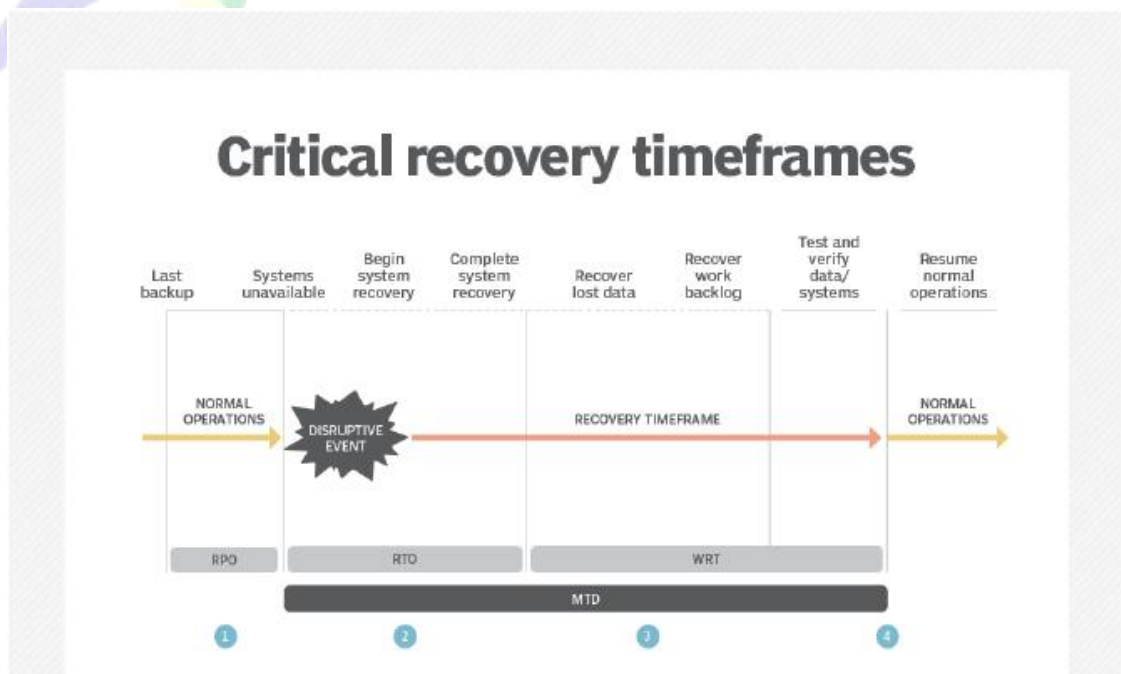 Critical recovery timeframes
Last
backup
Systems
unavailable
Begin
system
recovery
Complete
system
recovery
Recover
lost data
Recover
work
backlog
Test and
verify
data/
systems
Resume
normal
operations
NORMAL
OPERATIONS
DISRUPTIVE
EVENT
RECOVERY TIMEFRAME
NORMAL
OPERATIONS
RPO
RTO
WRT
MTD
1
2
3
4